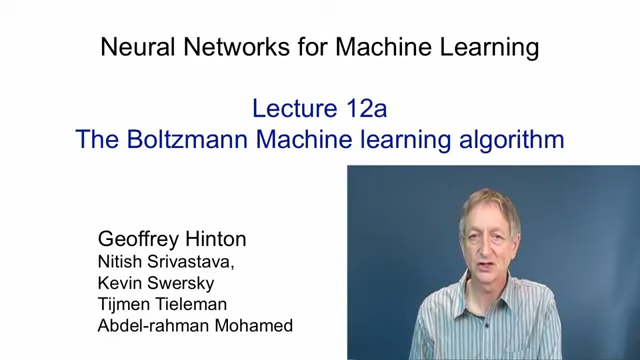 Neural Networks for Machine Learning
Lecture 12a
The Boltzmann Machine learning algorithm
Geoffrey Hinton
Nitish Srivastava,
Kevin Swersky
Tijmen Tieleman
Abdel-rahman Mohamed